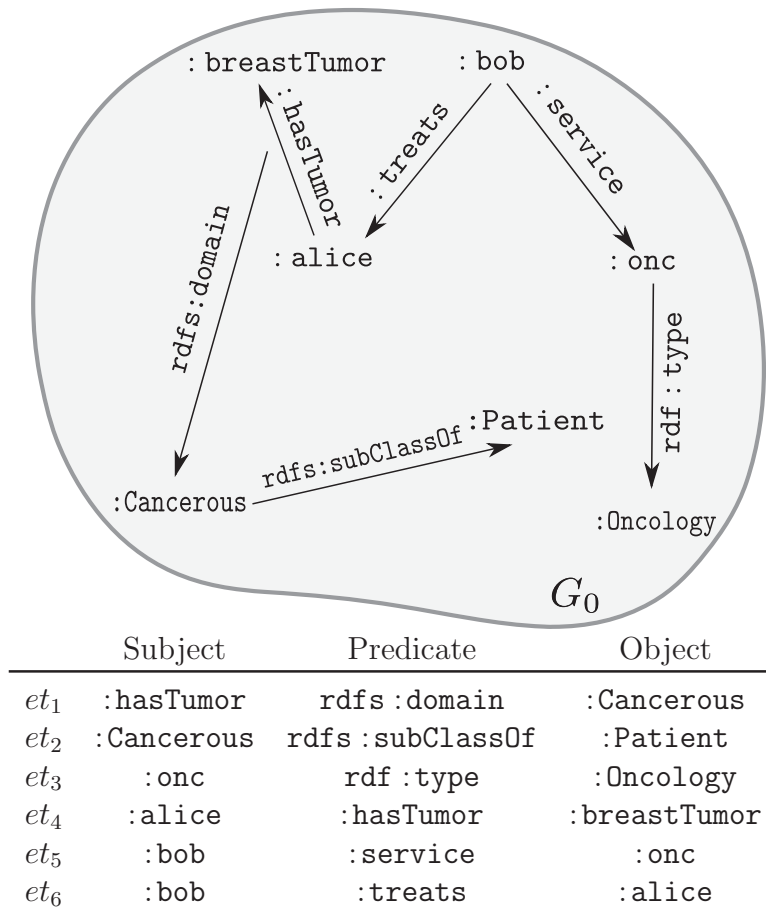 :breastTumor :bob
:hasTumor
:treats
:service
:alice
:onc
rdfs:domain
rdf:type
:Patient
rdfs:subClassOf
:Cancerous
:Oncology
G₀
Subject Predicate Object
et₁ :hasTumor rdfs:domain :Cancerous
et₂ :Cancerous rdfs:subClassOf :Patient
et₃ :onc rdf:type :Oncology
et₄ :alice :hasTumor :breastTumor
et₅ :bob :service :onc
et₆ :bob :treats :alice